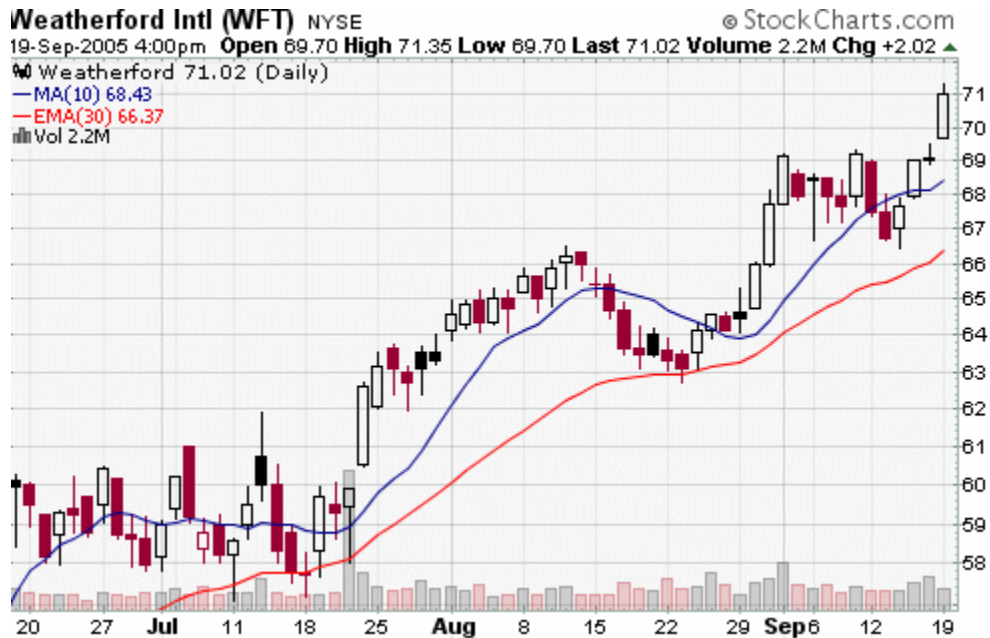 Weatherford Intl (WFT) NYSE © StockCharts.com
19-Sep-2005 4:00pm Open 69.70 High 71.35 Low 69.70 Last 71.02 Volume 2.2M Chg +2.02
Weatherford 71.02 (Daily)
MA(10) 68.43
EMA(30) 66.37
Vol 2.2M
71
70
69
68
67
66
65
64
63
62
61
60
59
58
20 27 Jul 11 18 25 Aug 8 15 22 29 Sep 6 12 19